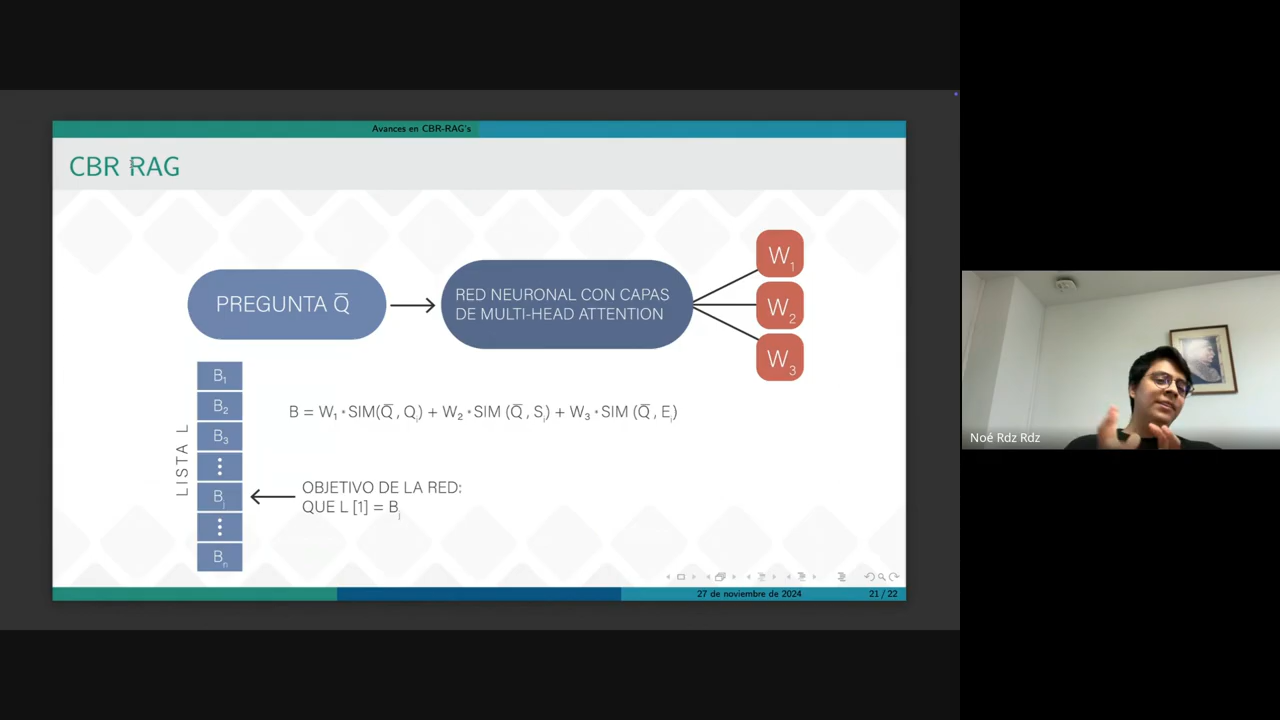 Avances en CBR-RAG's
CBR RAG
PREGUNTA Q̅
RED NEURONAL CON CAPAS
DE MULTI-HEAD ATTENTION
W₁
W₂
W₃
LISTA L
B₁
B₂
B₃
⋮
Bⱼ
⋮
Bₙ
B = W₁*SIM(Q̅, Qᵢ) + W₂*SIM (Q̅, Sᵢ) + W₃*SIM (Q̅, Eᵢ)
OBJETIVO DE LA RED:
QUE L [1] = Bⱼ
27 de noviembre de 2024
21 / 22
Noé Rdz Rdz